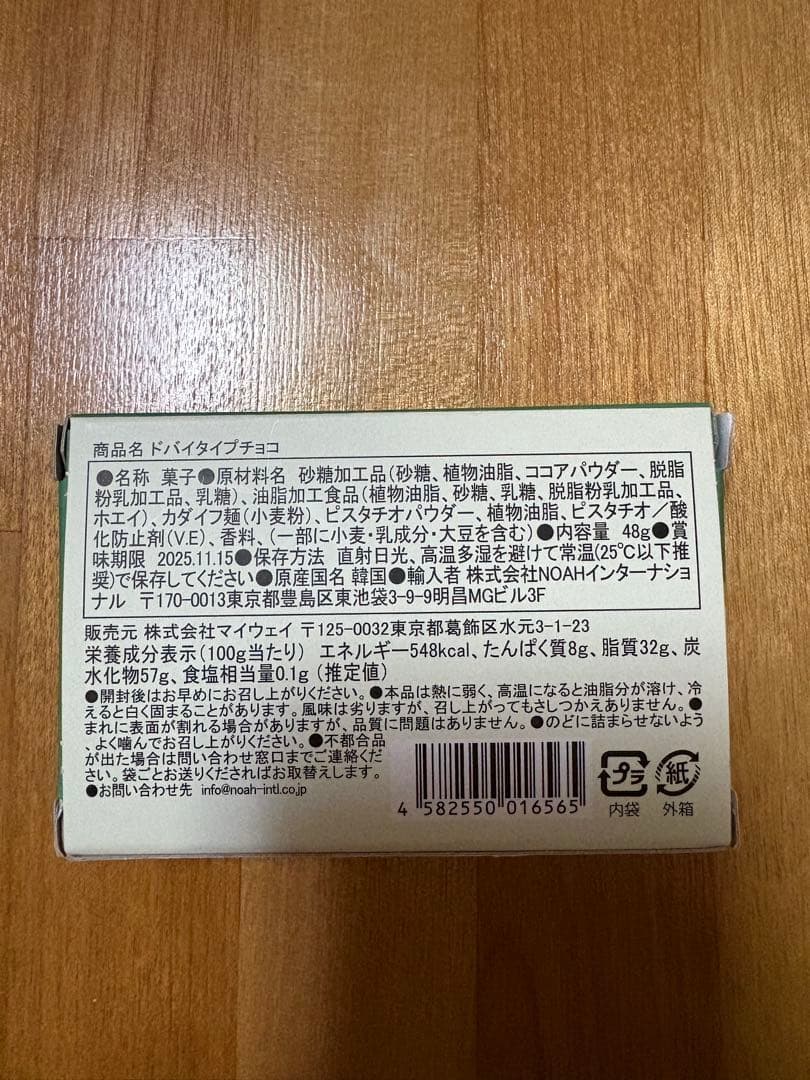 商品名 ドバイタイプチョコ
●名称 菓子●原材料名 砂糖加工品(砂糖、植物油脂、ココアパウダー、脱脂
粉乳加工品、乳糖)、油脂加工食品(植物油脂、砂糖、乳糖、脱脂粉乳加工品、
ホエイ)、カダイフ麺(小麦粉)、ピスタチオパウダー、植物油脂、ピスタチオ/酸
化防止剤(V.E)、香料、(一部に小麦・乳成分・大豆を含む)●内容量 48g●賞
味期限 2025.11.15●保存方法 直射日光、高温多湿を避けて常温(25℃以下推
奨)で保存してください●原産国名 韓国●輸入者 株式会社NOAHインターナショ
ナル 〒170-0013東京都豊島区東池袋3-9-9明昌MGビル3F
販売元 株式会社マイウェイ 〒125-0032東京都葛飾区水元3-1-23
栄養成分表示(100g当たり) エネルギー548kcal、たんぱく質8g、脂質32g、炭
水化物57g、食塩相当量0.1g (推定値)
●開封後はお早めにお召し上がりください。●本品は熱に弱く、高温になると油脂分が溶け、冷
えると白く固まることがあります。風味は劣りますが、召し上がってもさしつかえありません。●
まれに表面が割れる場合がありますが、品質に問題はありません。●のどに詰まらせないよう
、よく噛んでお召し上がりください。●不都合品
が出た場合は問い合わせ窓口までご連絡くださ
い。袋ごとお送りくださればお取替えします。
●お問い合わせ先 info@noah-intl.co.jp
4 582550 016565
プラ
内袋
紙
外箱